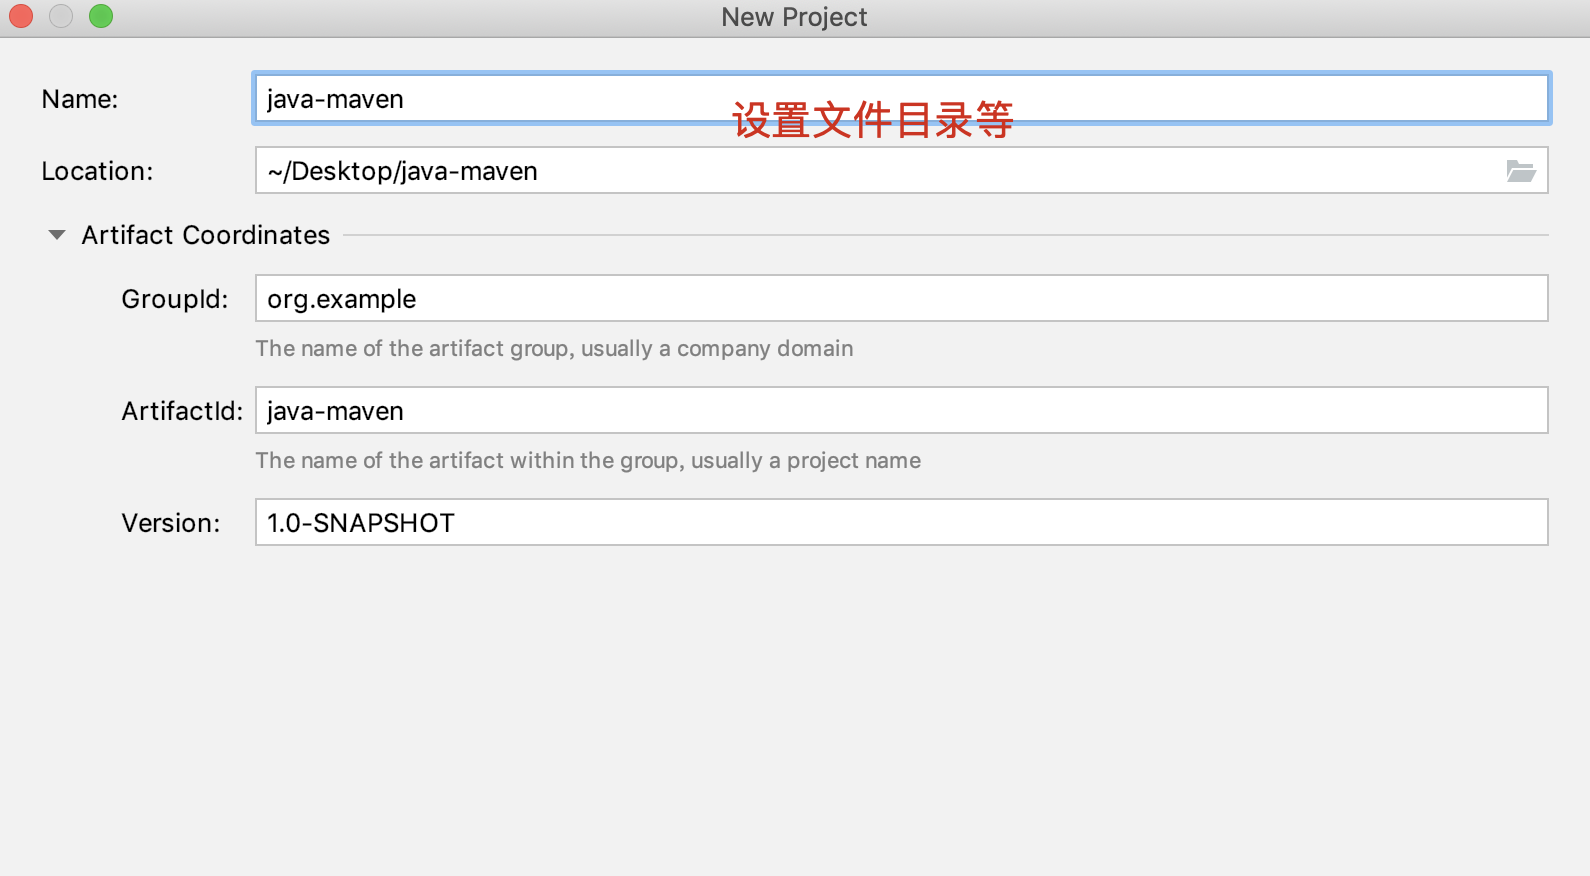 New Project
Name: java-maven
设置文件目录等
Location: ~/Desktop/java-maven
Artifact Coordinates
GroupId: org.example
The name of the artifact group, usually a company domain
ArtifactId: java-maven
The name of the artifact within the group, usually a project name
Version: 1.0-SNAPSHOT